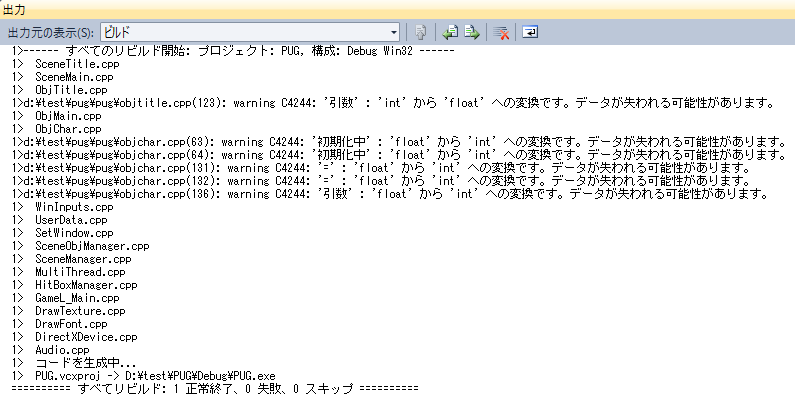 出力
出力元の表示(S): ビルド
1>------ すべてのリビルド開始: プロジェクト: PUG, 構成: Debug Win32 ------
1>  SceneTitle.cpp
1>  SceneMain.cpp
1>  ObjTitle.cpp
1>d:\test\pug\pug\objtitle.cpp(123): warning C4244: '引数' : 'int' から 'float' への変換です。データが失われる可能性があります。
1>  ObjMain.cpp
1>  ObjChar.cpp
1>d:\test\pug\pug\objchar.cpp(63): warning C4244: '初期化中' : 'float' から 'int' への変換です。データが失われる可能性があります。
1>d:\test\pug\pug\objchar.cpp(64): warning C4244: '初期化中' : 'float' から 'int' への変換です。データが失われる可能性があります。
1>d:\test\pug\pug\objchar.cpp(131): warning C4244: '=' : 'float' から 'int' への変換です。データが失われる可能性があります。
1>d:\test\pug\pug\objchar.cpp(132): warning C4244: '=' : 'float' から 'int' への変換です。データが失われる可能性があります。
1>d:\test\pug\pug\objchar.cpp(136): warning C4244: '引数' : 'float' から 'int' への変換です。データが失われる可能性があります。
1>  WinInputs.cpp
1>  UserData.cpp
1>  SetWindow.cpp
1>  SceneObjManager.cpp
1>  SceneManager.cpp
1>  MultiThread.cpp
1>  HitBoxManager.cpp
1>  GameL_Main.cpp
1>  DrawTexture.cpp
1>  DrawFont.cpp
1>  DirectXDevice.cpp
1>  Audio.cpp
1>  コードを生成中...
1>  PUG.vcxproj -> D:\test\PUG\Debug\PUG.exe
========== すべてリビルド: 1 正常終了、0 失敗、0 スキップ ==========